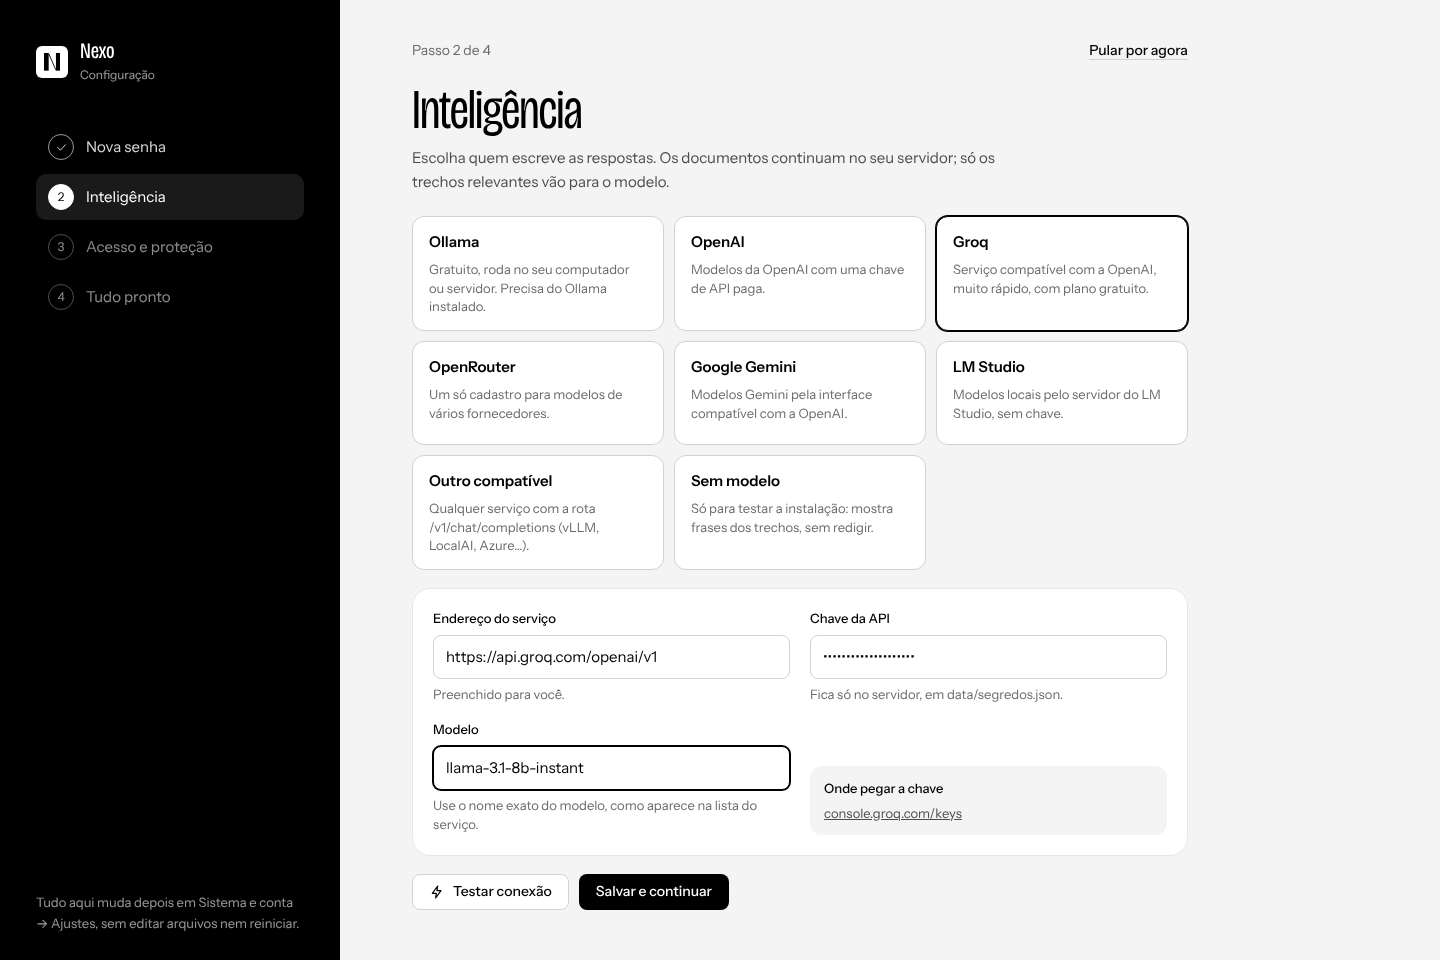 N
Nexo
Configuração
Nova senha
2
Inteligência
3
Acesso e proteção
4
Tudo pronto
Tudo aqui muda depois em Sistema e conta
→ Ajustes, sem editar arquivos nem reiniciar.
Passo 2 de 4
Pular por agora
Inteligência
Escolha quem escreve as respostas. Os documentos continuam no seu servidor; só os
trechos relevantes vão para o modelo.
Ollama
Gratuito, roda no seu computador
ou servidor. Precisa do Ollama
instalado.
OpenAI
Modelos da OpenAI com uma chave
de API paga.
Groq
Serviço compatível com a OpenAI,
muito rápido, com plano gratuito.
OpenRouter
Um só cadastro para modelos de
vários fornecedores.
Google Gemini
Modelos Gemini pela interface
compatível com a OpenAI.
LM Studio
Modelos locais pelo servidor do LM
Studio, sem chave.
Outro compatível
Qualquer serviço com a rota
/v1/chat/completions (vLLM,
LocalAI, Azure…).
Sem modelo
Só para testar a instalação: mostra
frases dos trechos, sem redigir.
Endereço do serviço
https://api.groq.com/openai/v1
Preenchido para você.
Chave da API
••••••••••••••••••••
Fica só no servidor, em data/segredos.json.
Modelo
llama-3.1-8b-instant
Use o nome exato do modelo, como aparece na lista do
serviço.
Onde pegar a chave
console.groq.com/keys
Testar conexão
Salvar e continuar